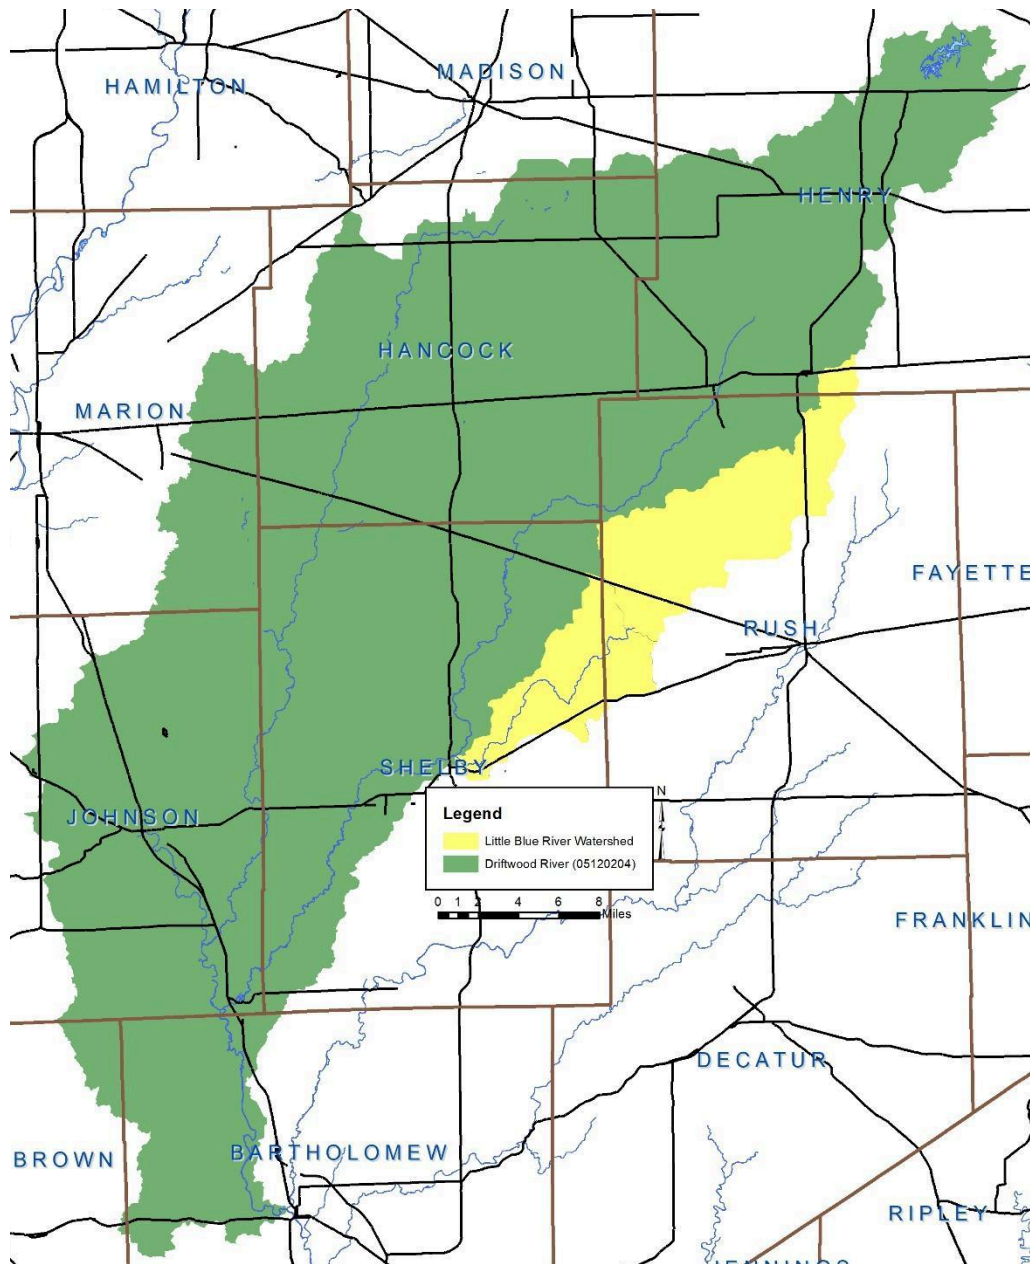 MADISON
HAMILTON
HENRY
HANCOCK
MARION
FAYETTE
RUSH
SHELBY
JOHNSON
Legend
Little Blue River Watershed
Driftwood River (05120204)
N
0 1 2 4 6 8
Miles
FRANKLIN
DECATUR
BARTHOLOMEW
BROWN
RIPLEY
JENNINGS